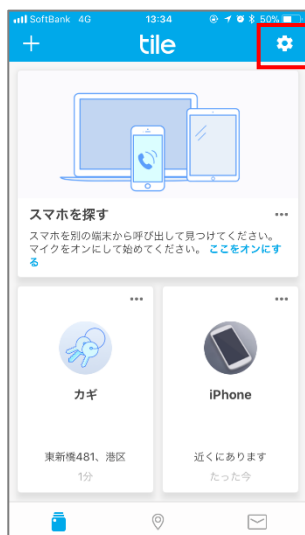 SoftBank 4G 13:34 50%
tile
スマホを探す
スマホを別の端末から呼び出して見つけてください。
マイクをオンにして始めてください。 ここをオンにす
る
カギ
iPhone
東新橋481、港区
近くにあります
1分
たった今